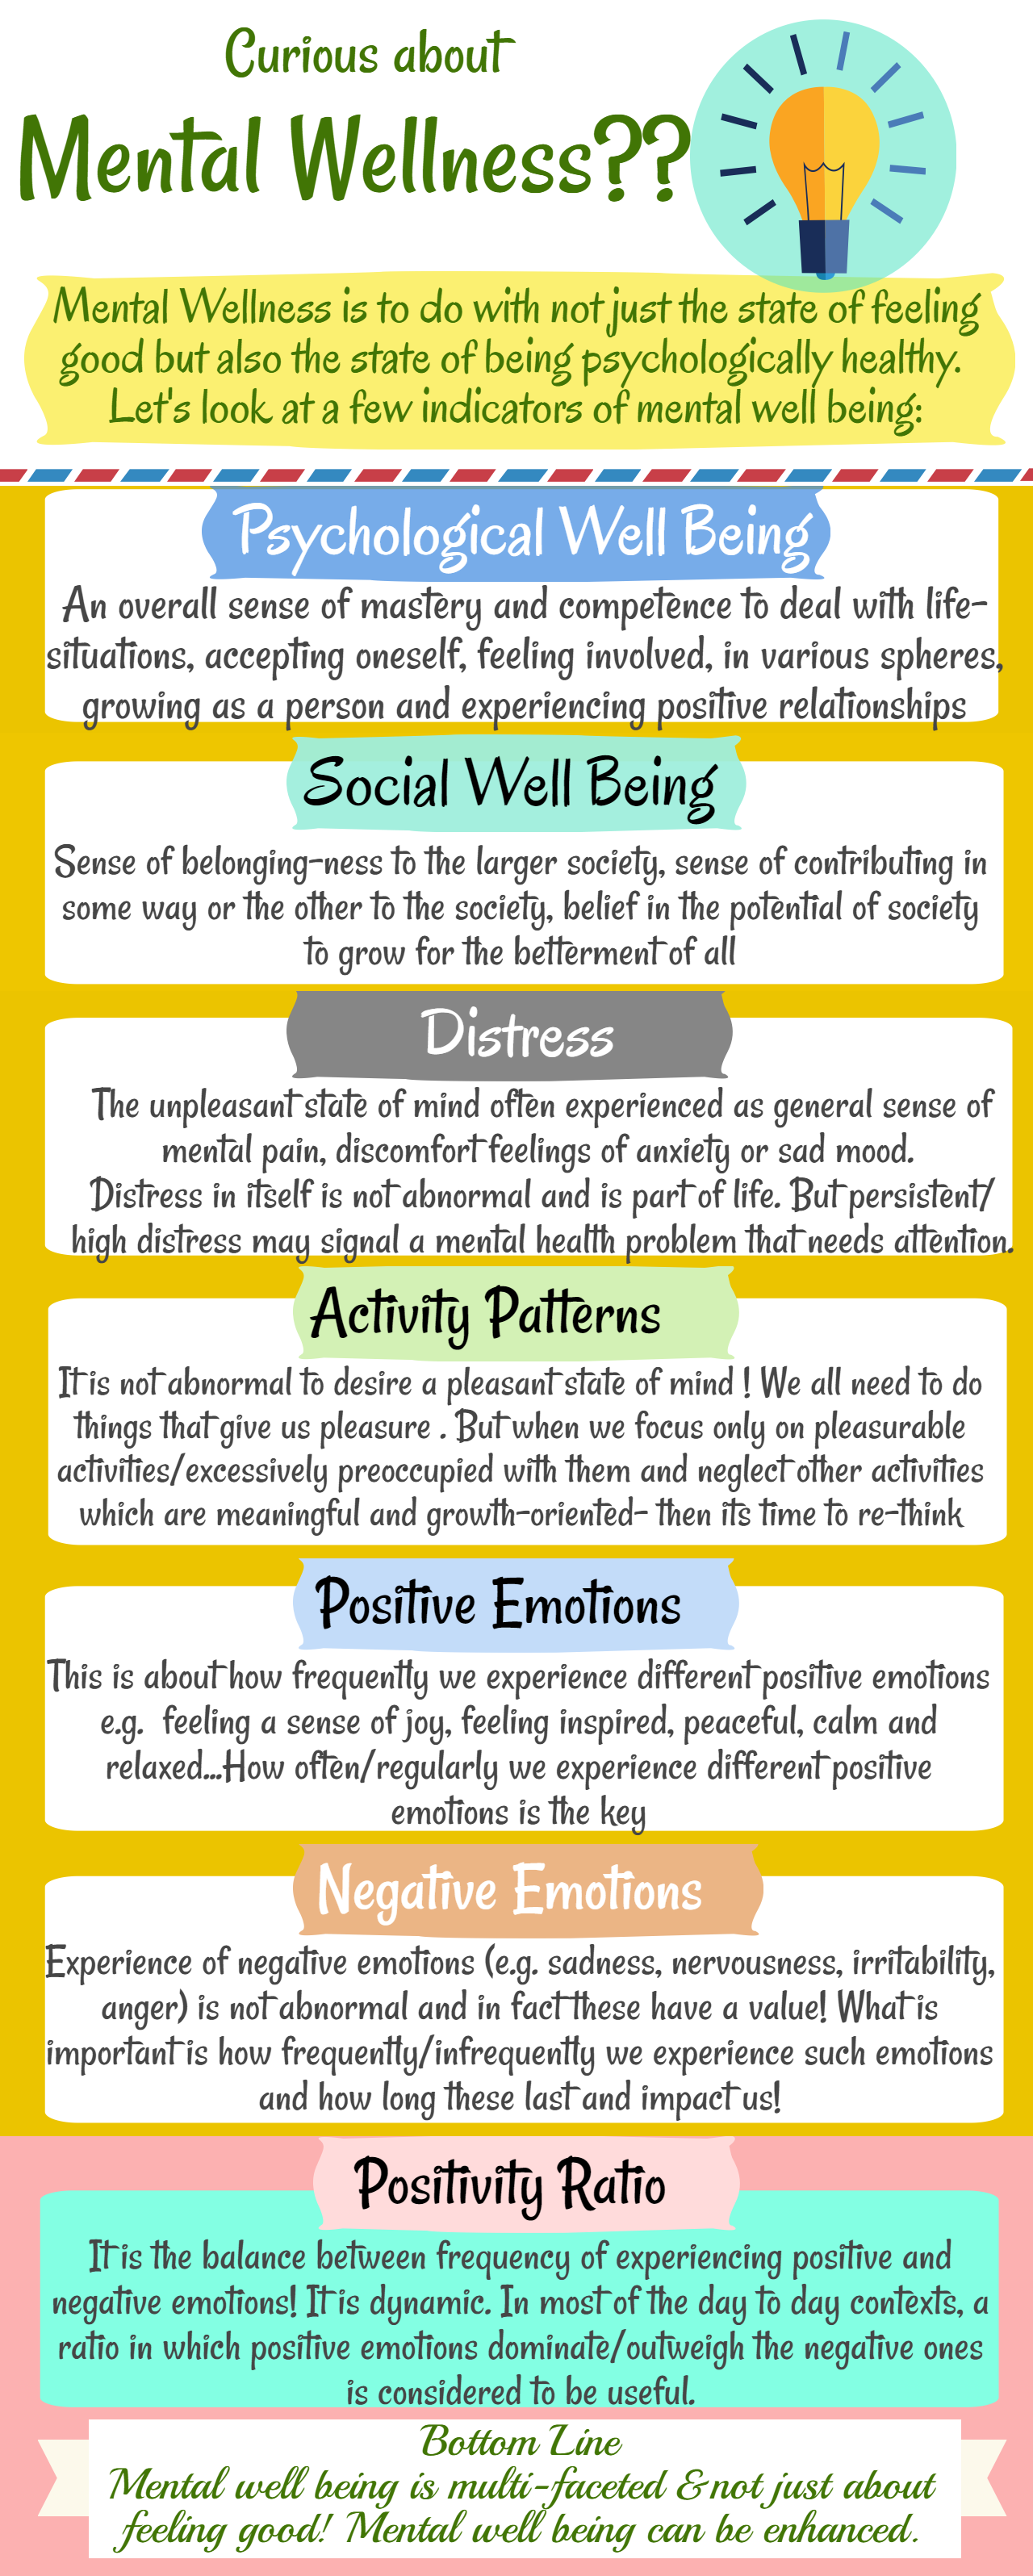 Curious about
Mental Wellness??
Mental Wellness is to do with not just the state of feeling
good but also the state of being psychologically healthy.
Let's look at a few indicators of mental well being:
Psychological Well Being
An overall sense of mastery and competence to deal with life-
situations, accepting oneself, feeling involved, in various spheres,
growing as a person and experiencing positive relationships
Social Well Being
Sense of belonging-ness to the larger society, sense of contributing in
some way or the other to the society, belief in the potential of society
to grow for the betterment of all
Distress
The unpleasant state of mind often experienced as general sense of
mental pain, discomfort feelings of anxiety or sad mood.
Distress in itself is not abnormal and is part of life. But persistent/
high distress may signal a mental health problem that needs attention.
Activity Patterns
It is not abnormal to desire a pleasant state of mind ! We all need to do
things that give us pleasure . But when we focus only on pleasurable
activities/excessively preoccupied with them and neglect other activities
which are meaningful and growth-oriented- then its time to re-think
Positive Emotions
This is about how frequently we experience different positive emotions
e.g. feeling a sense of joy, feeling inspired, peaceful, calm and
relaxed...How often/regularly we experience different positive
emotions is the key
Negative Emotions
Experience of negative emotions (e.g. sadness, nervousness, irritability,
anger) is not abnormal and in fact these have a value! What is
important is how frequently/infrequently we experience such emotions
and how long these last and impact us!
Positivity Ratio
It is the balance between frequency of experiencing positive and
negative emotions! It is dynamic. In most of the day to day contexts, a
ratio in which positive emotions dominate/outweigh the negative ones
is considered to be useful.
Bottom Line
Mental well being is multi-faceted & not just about
feeling good! Mental well being can be enhanced.